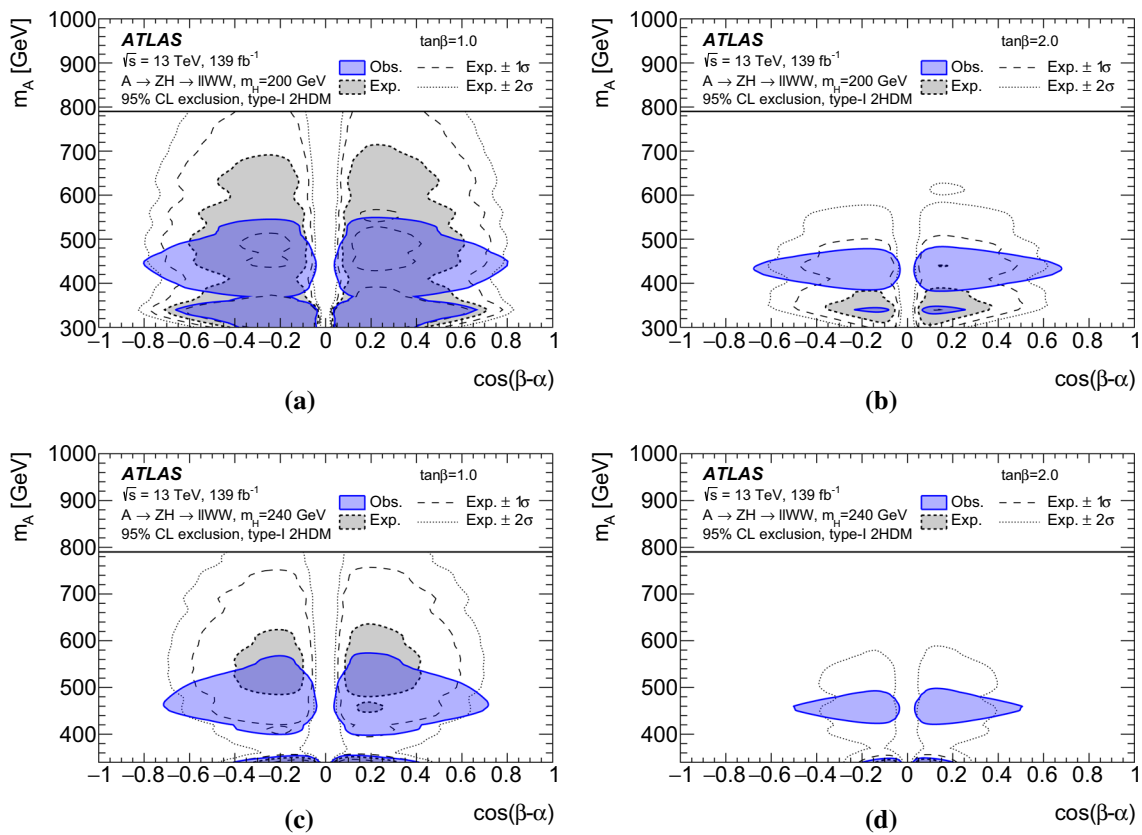 1000
900
800
700
600
500
400
300
m_A [GeV]
ATLAS
√s = 13 TeV, 139 fb⁻¹
A → ZH → llWW, m_H=200 GeV
95% CL exclusion, type-I 2HDM
tanβ=1.0
Obs.
Exp.
Exp. ± 1σ
Exp. ± 2σ
−1 −0.8 −0.6 −0.4 −0.2 0 0.2 0.4 0.6 0.8 1
cos(β-α)
(a)
1000
900
800
700
600
500
400
300
m_A [GeV]
ATLAS
√s = 13 TeV, 139 fb⁻¹
A → ZH → llWW, m_H=200 GeV
95% CL exclusion, type-I 2HDM
tanβ=2.0
Obs.
Exp.
Exp. ± 1σ
Exp. ± 2σ
−1 −0.8 −0.6 −0.4 −0.2 0 0.2 0.4 0.6 0.8 1
cos(β-α)
(b)
1000
900
800
700
600
500
400
m_A [GeV]
ATLAS
√s = 13 TeV, 139 fb⁻¹
A → ZH → llWW, m_H=240 GeV
95% CL exclusion, type-I 2HDM
tanβ=1.0
Obs.
Exp.
Exp. ± 1σ
Exp. ± 2σ
−1 −0.8 −0.6 −0.4 −0.2 0 0.2 0.4 0.6 0.8 1
cos(β-α)
(c)
1000
900
800
700
600
500
400
m_A [GeV]
ATLAS
√s = 13 TeV, 139 fb⁻¹
A → ZH → llWW, m_H=240 GeV
95% CL exclusion, type-I 2HDM
tanβ=2.0
Obs.
Exp.
Exp. ± 1σ
Exp. ± 2σ
−1 −0.8 −0.6 −0.4 −0.2 0 0.2 0.4 0.6 0.8 1
cos(β-α)
(d)